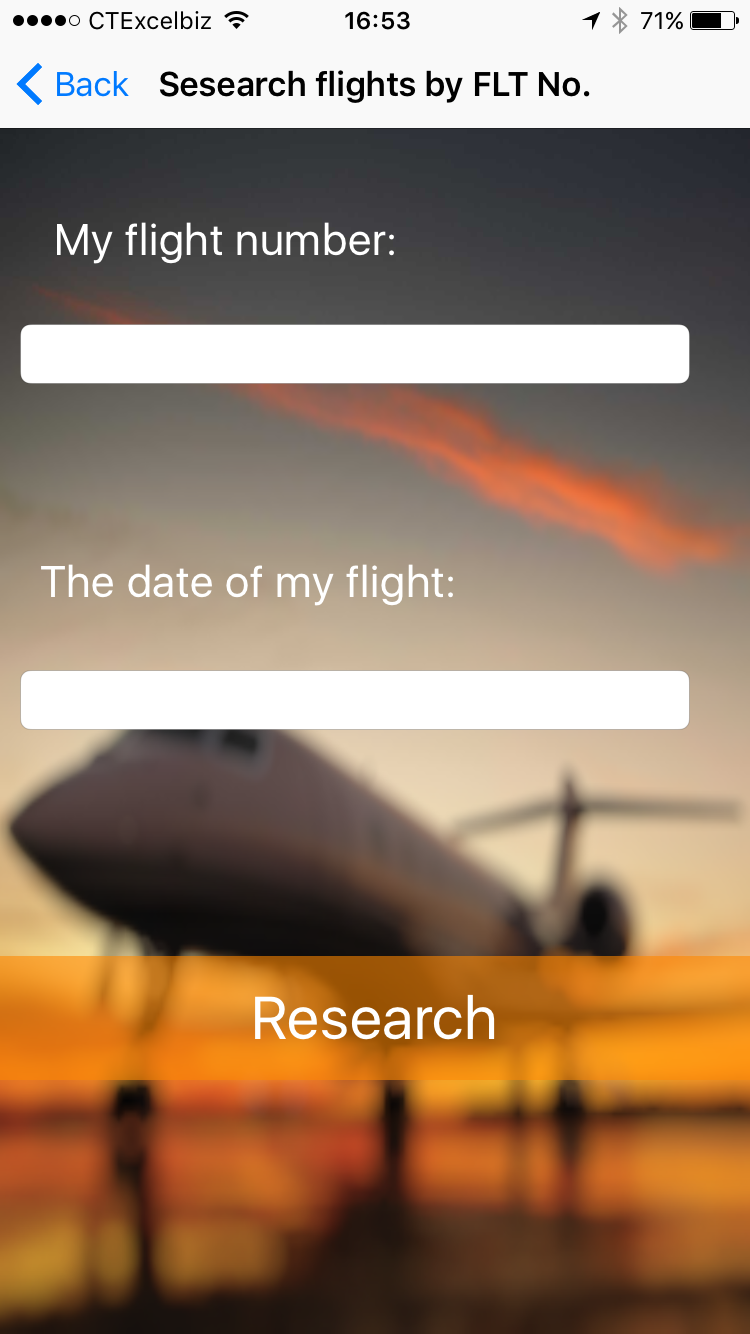 CTExcelbiz 16:53 71%
Back Sesearch flights by FLT No.
My flight number:
The date of my flight:
Research